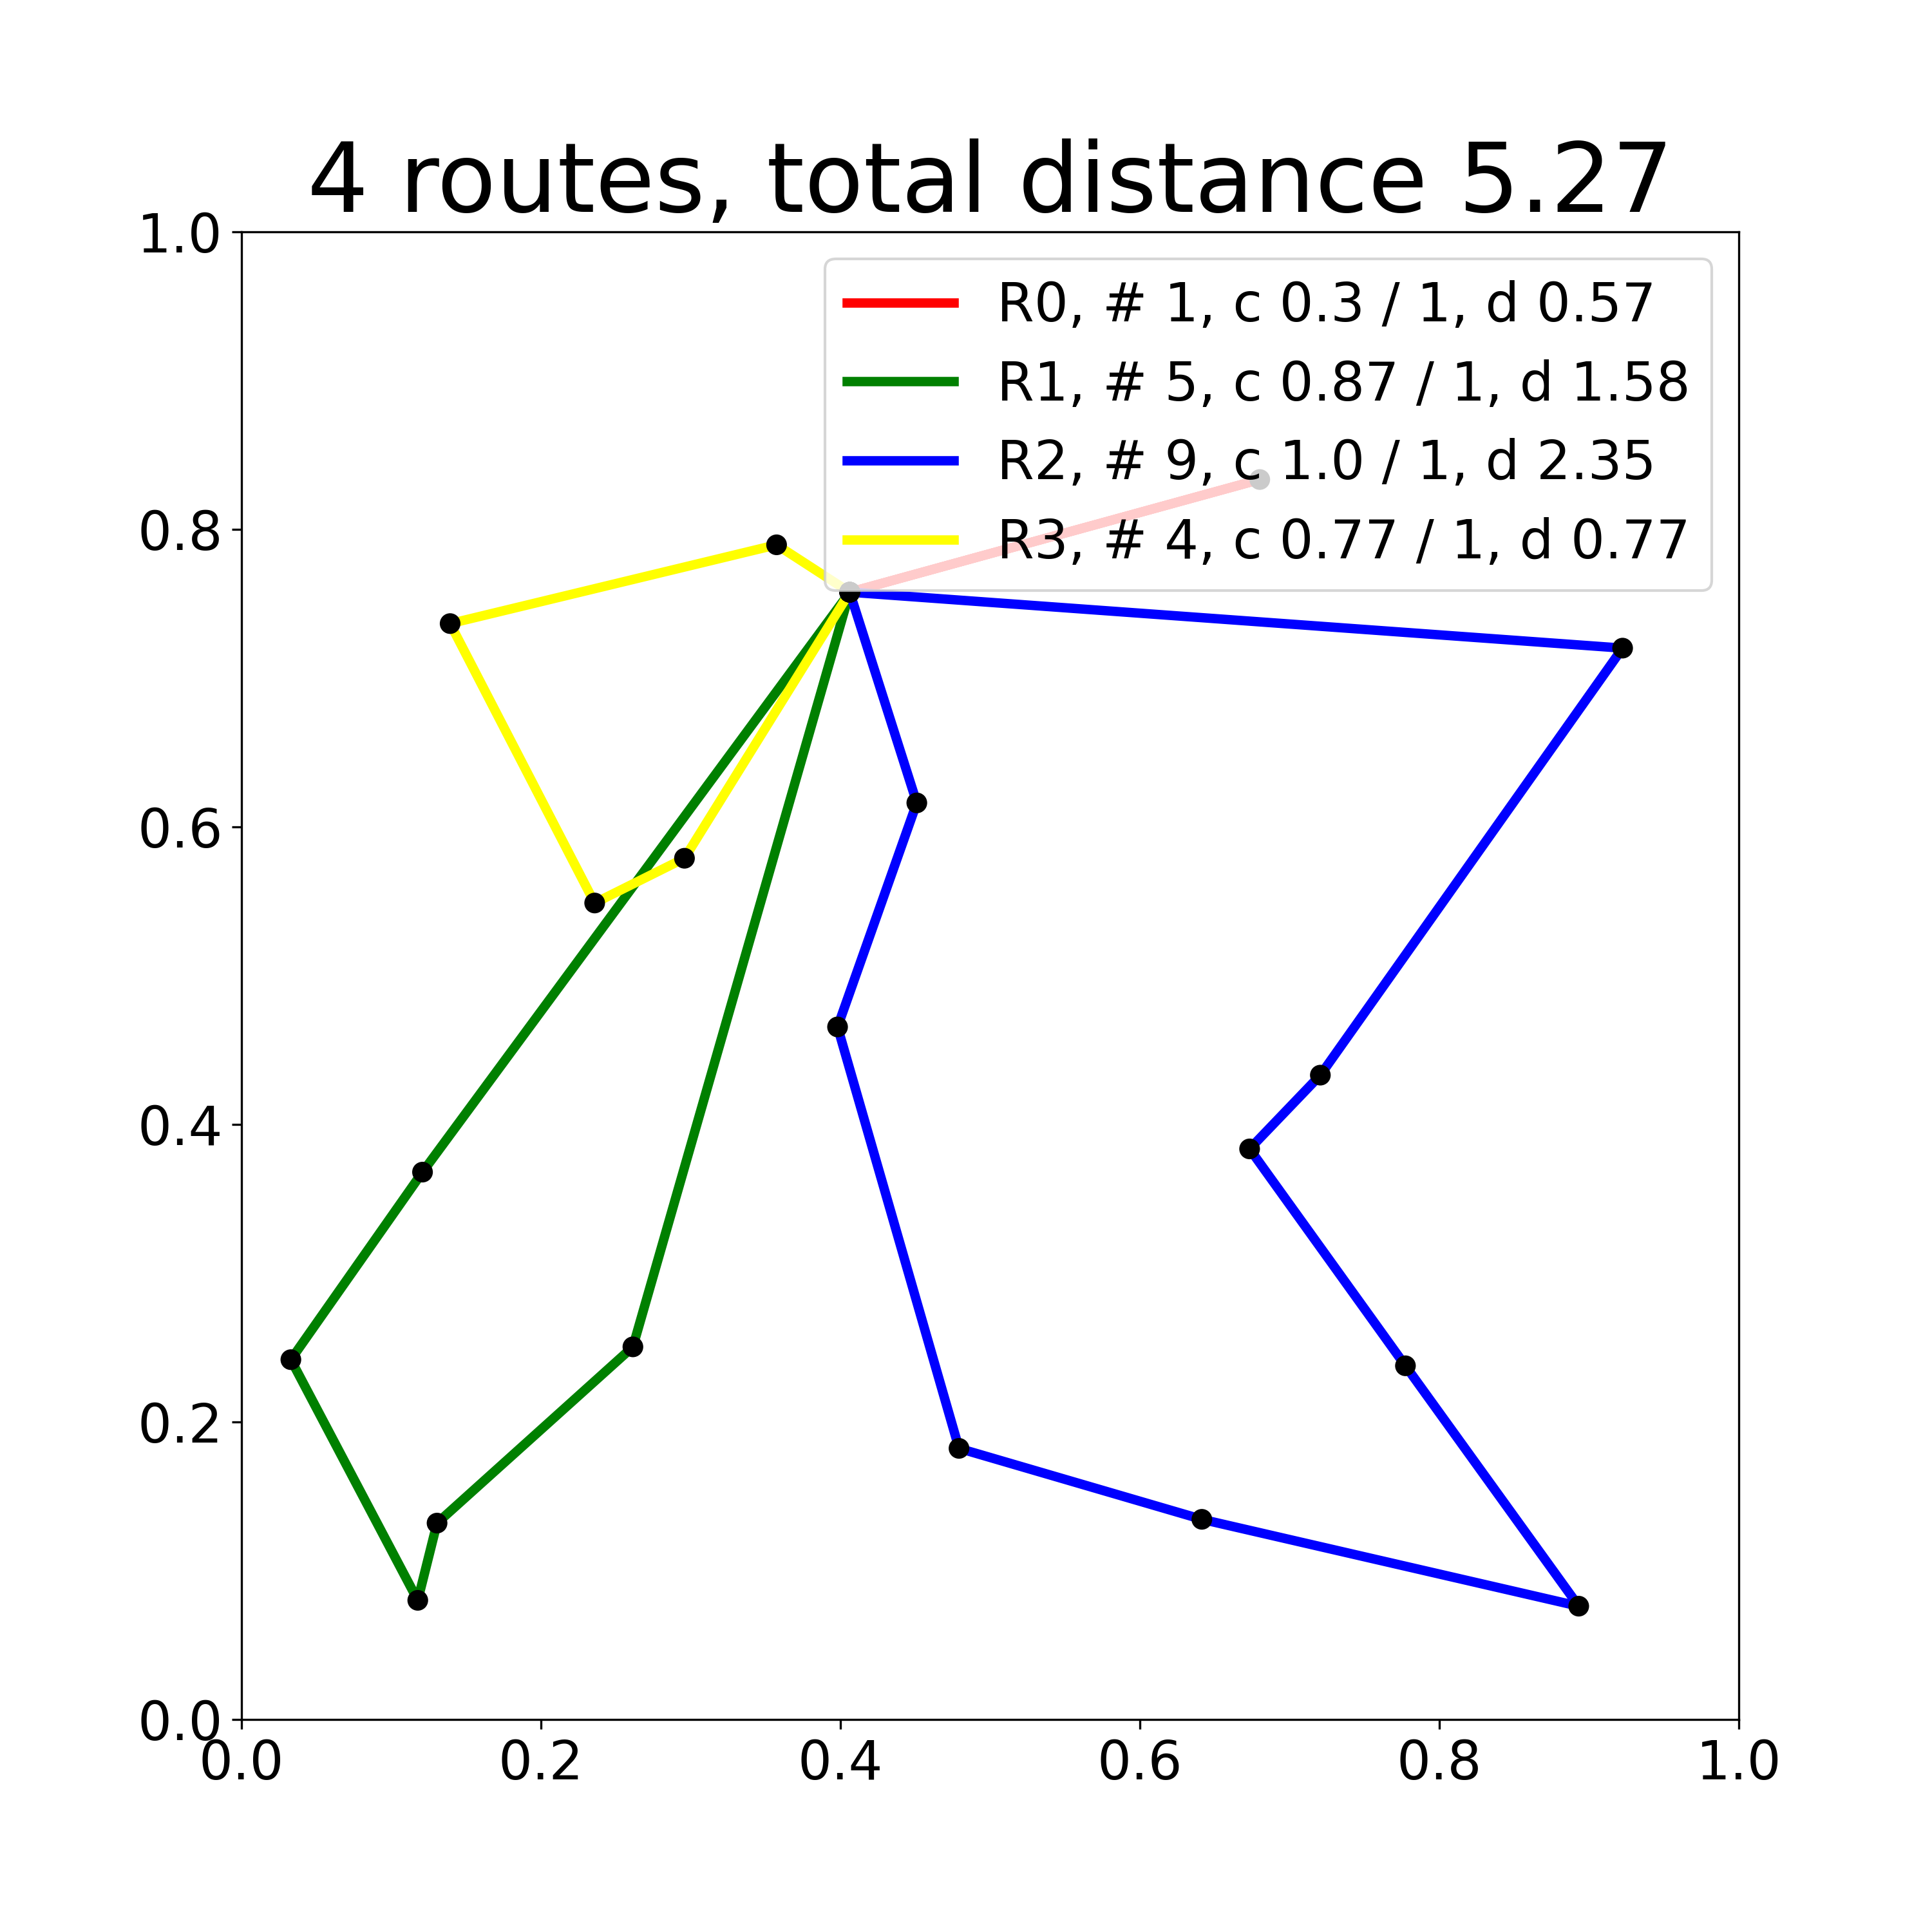 4 routes, total distance 5.27
R0, # 1, c 0.3 / 1, d 0.57
R1, # 5, c 0.87 / 1, d 1.58
R2, # 9, c 1.0 / 1, d 2.35
R3, # 4, c 0.77 / 1, d 0.77
1.0
0.8
0.6
0.4
0.2
0.0
0.0 0.2 0.4 0.6 0.8 1.0